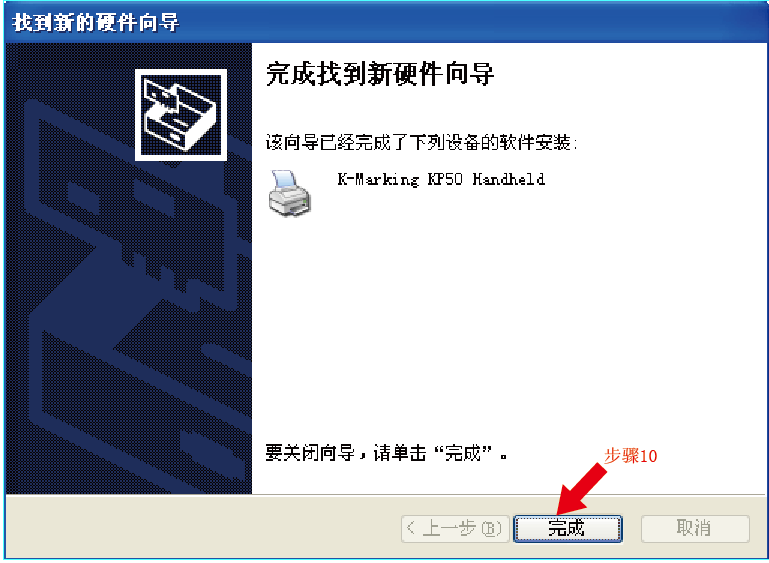 找到新的硬件向导
完成找到新硬件向导
该向导已经完成了下列设备的软件安装:
K-Marking KP50 Handheld
要关闭向导，请单击“完成”。
步骤10
< 上一步(B)
完成
取消